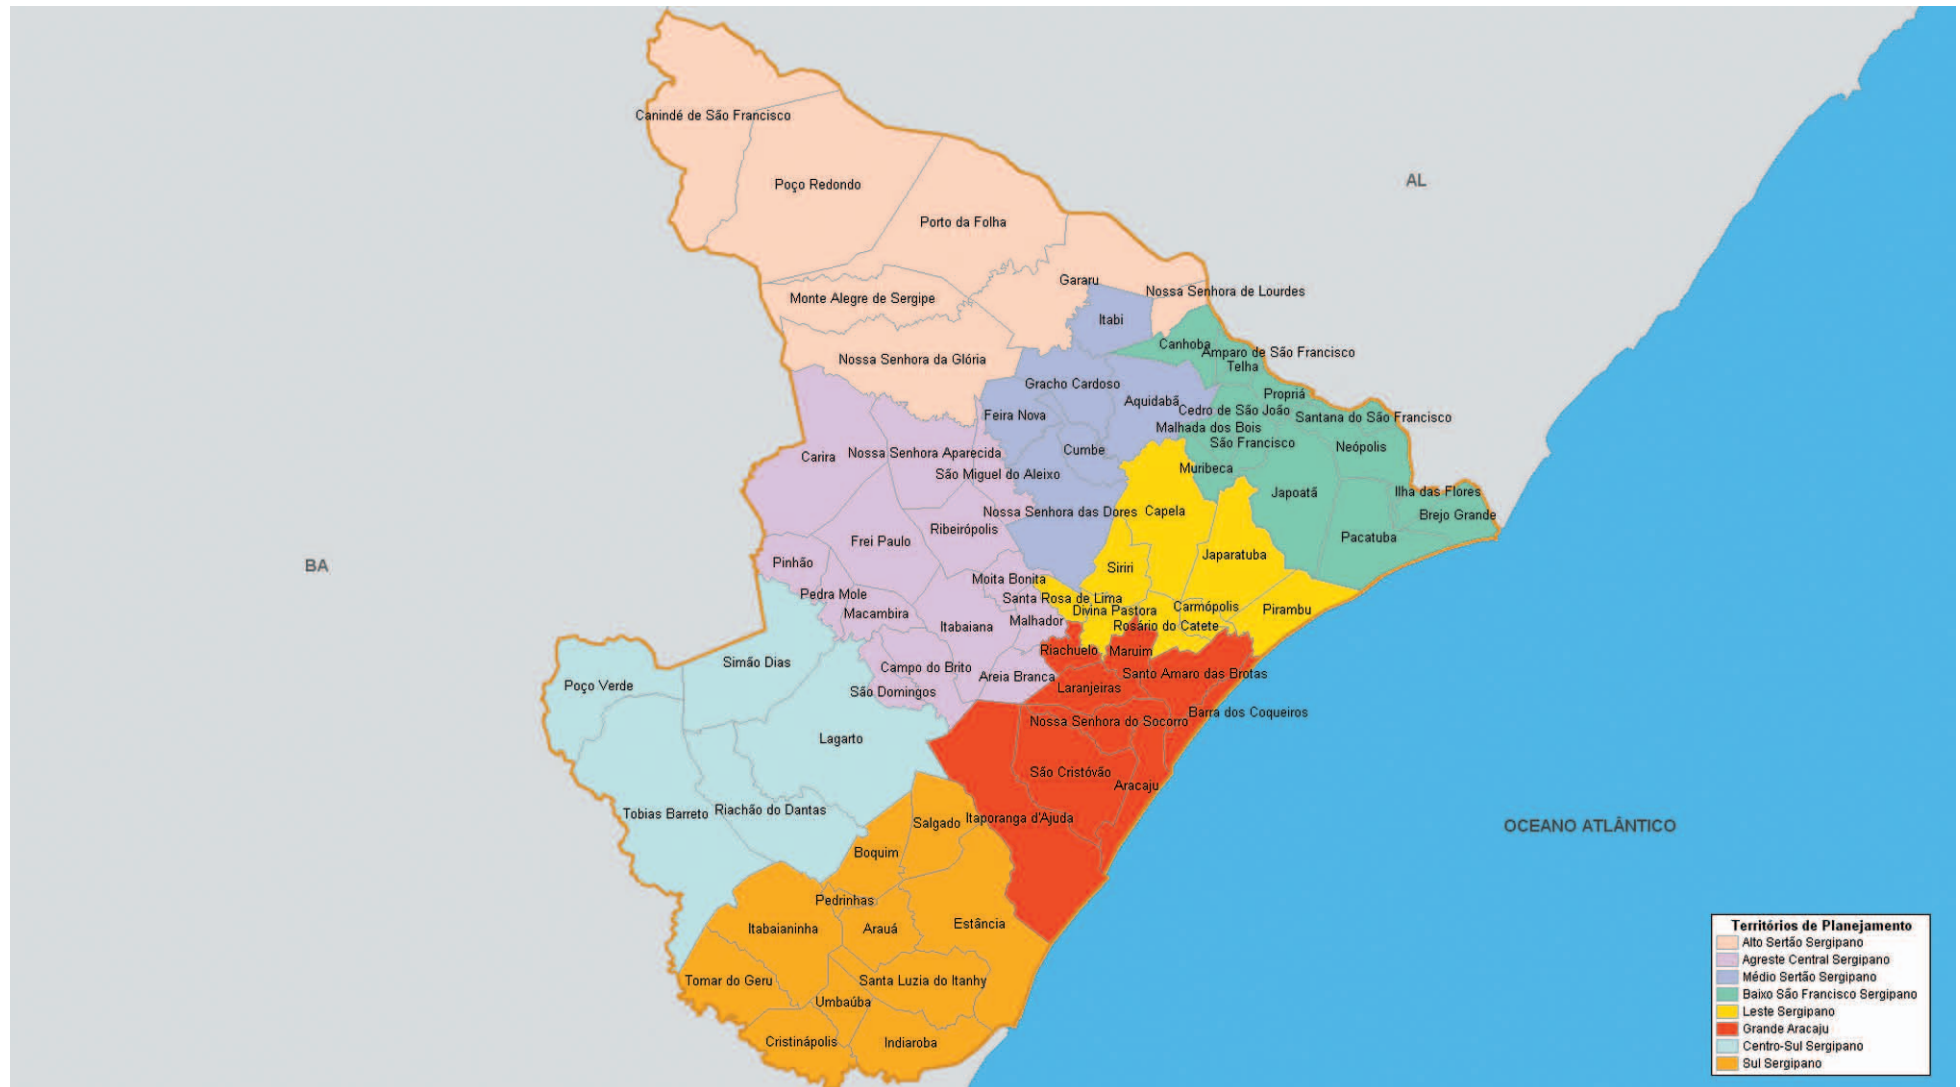 Canindé de São Francisco
AL
Poço Redondo
Porto da Folha
Gararu
Nossa Senhora de Lourdes
Monte Alegre de Sergipe
Itabi
Canhoba
Amparo de São Francisco
Nossa Senhora da Glória
Telha
Gracho Cardoso
Propriá
Aquidabã
Cedro de São João
Feira Nova
Santana do São Francisco
Malhada dos Bois
São Francisco
Neópolis
Cumbe
Nossa Senhora Aparecida
Carira
Muribeca
São Miguel do Aleixo
Japoatã
Ilha das Flores
Nossa Senhora das Dores
Capela
Brejo Grande
Ribeirópolis
Pacatuba
Frei Paulo
Japaratuba
BA
Pinhão
Siriri
Moita Bonita
Pedra Mole
Santa Rosa de Lima
Carmópolis
Pirambu
Divina Pastora
Macambira
Malhador
Itabaiana
Rosário do Catete
Riachuelo
Maruim
Simão Dias
Campo do Brito
Santo Amaro das Brotas
Areia Branca
Poço Verde
Laranjeiras
São Domingos
Barra dos Coqueiros
Nossa Senhora do Socorro
Lagarto
São Cristóvão
Aracaju
Riachão do Dantas
Tobias Barreto
Itaporanga d'Ajuda
Salgado
OCEANO ATLÂNTICO
Boquim
Pedrinhas
Estância
Itabaianinha
Arauá
Tomar do Geru
Santa Luzia do Itanhy
Umbaúba
Cristinápolis
Indiaroba
Territórios de Planejamento
Alto Sertão Sergipano
Agreste Central Sergipano
Médio Sertão Sergipano
Baixo São Francisco Sergipano
Leste Sergipano
Grande Aracaju
Centro-Sul Sergipano
Sul Sergipano